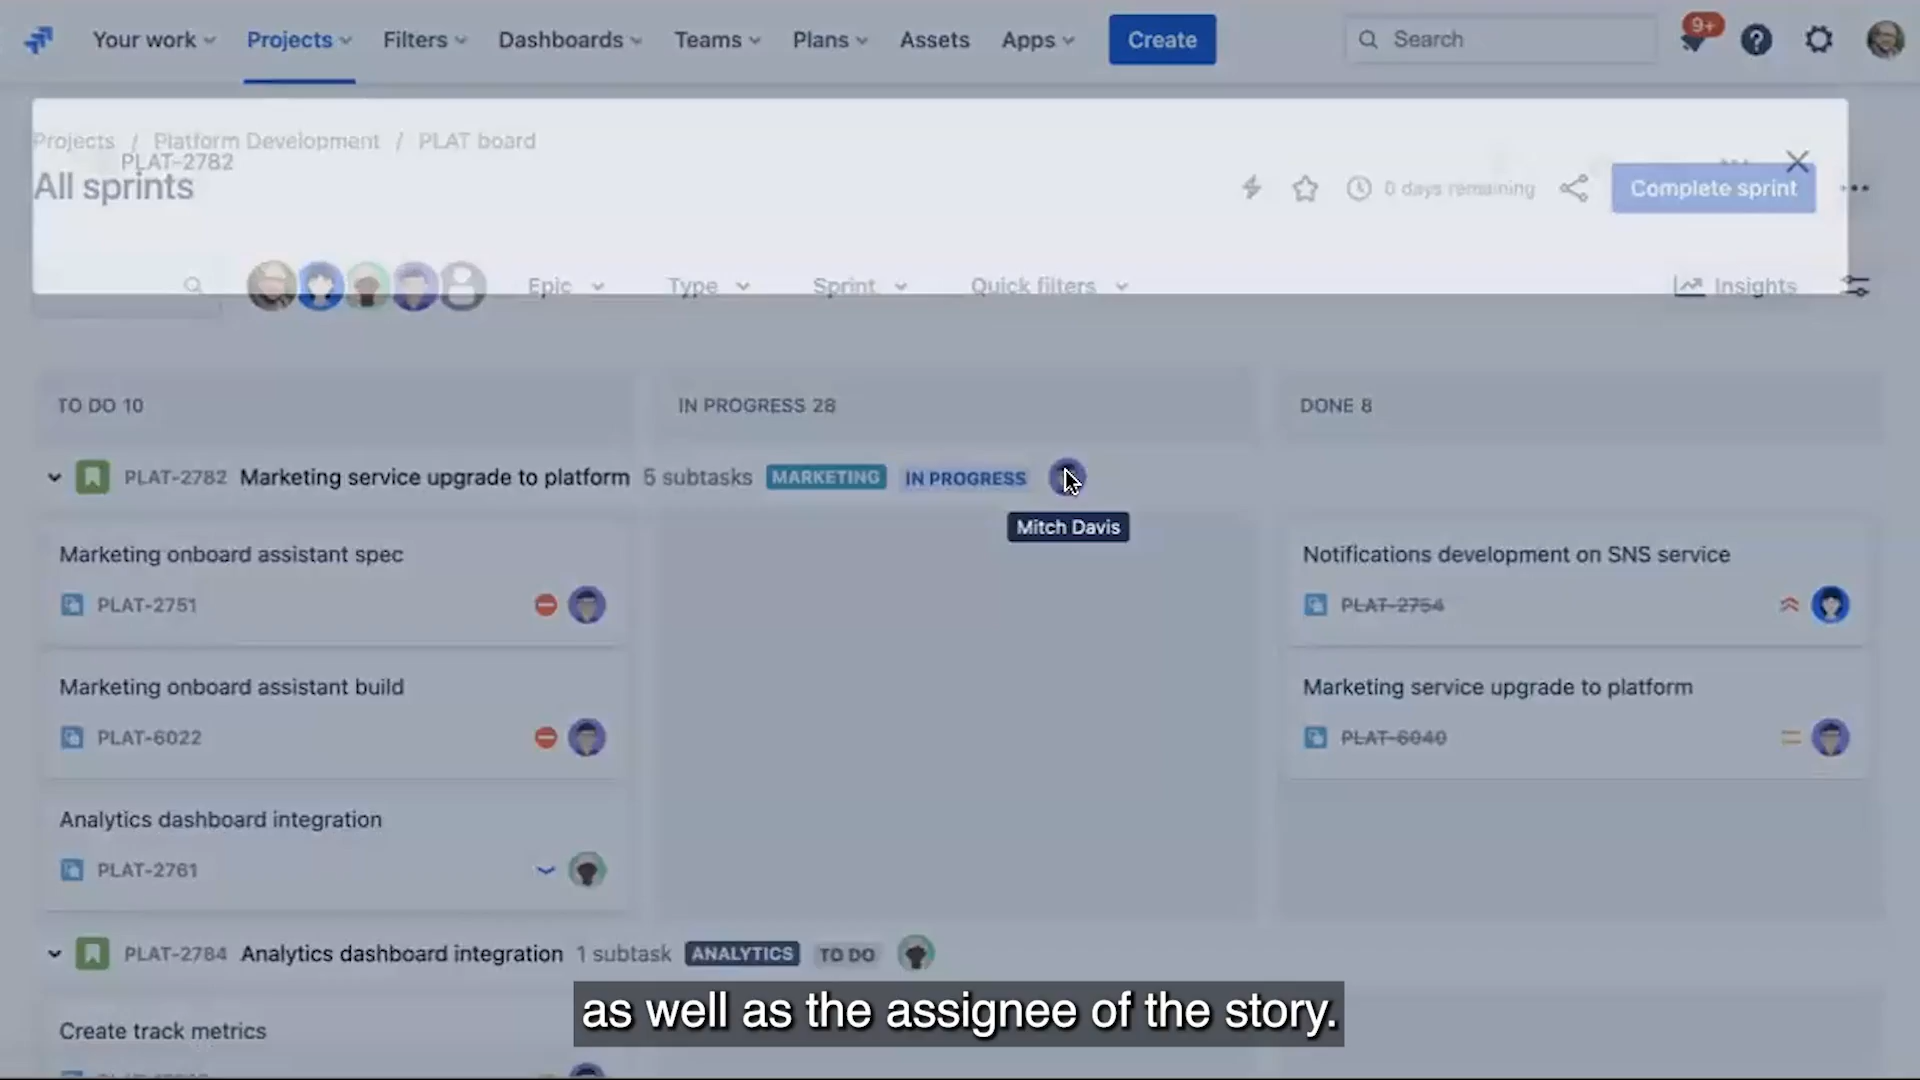 Your work Projects Filters Dashboards Teams Plans Assets Apps Create Search 9+
Projects / Platform Development / PLAT board
PLAT-2782
All sprints 0 days remaining Complete sprint
Epic Type Sprint Quick filters Insights
TO DO 10 IN PROGRESS 28 DONE 8
PLAT-2782 Marketing service upgrade to platform 5 subtasks MARKETING IN PROGRESS
Mitch Davis
Marketing onboard assistant spec Notifications development on SNS service
PLAT-2751 PLAT-2754
Marketing onboard assistant build Marketing service upgrade to platform
PLAT-6022 PLAT-6040
Analytics dashboard integration
PLAT-2761
PLAT-2784 Analytics dashboard integration 1 subtask ANALYTICS TO DO
as well as the assignee of the story.
Create track metrics